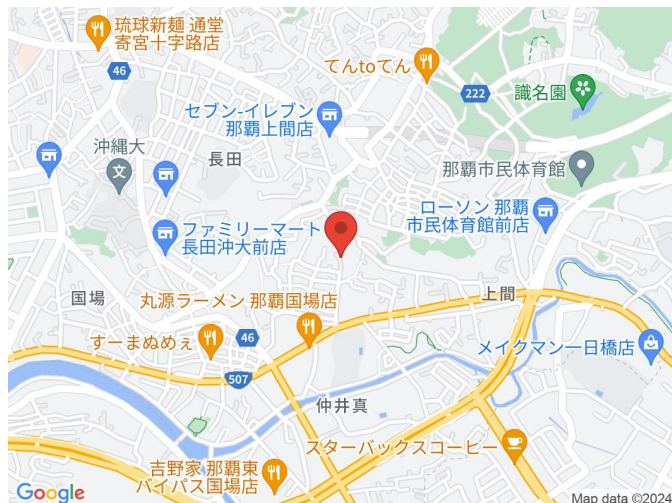 琉球新麺 通堂
寄宮十字路店
46
てんtoてん
222
識名園
セブン-イレブン
那覇上間店
沖縄大
長田
那覇市民体育館
ファミリーマート
長田沖大前店
ローソン 那覇
市民体育館前店
国場
丸源ラーメン 那覇国場店
上間
すーまぬめぇ
46
メイクマン一日橋店
507
仲井真
スターバックスコーヒー
吉野家 那覇東
バイパス国場店
Google
Map data ©2024